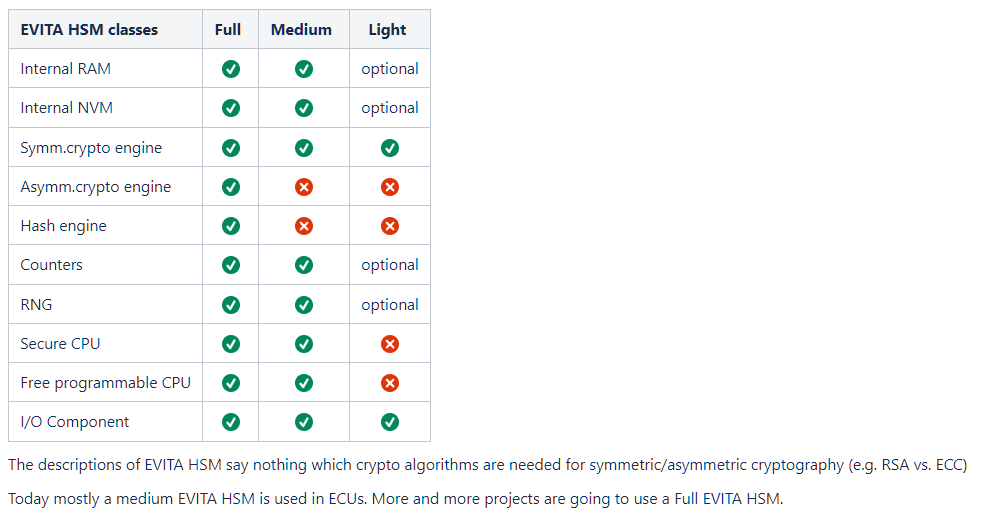 EVITA HSM classes Full Medium Light
Internal RAM optional
Internal NVM optional
Symm.crypto engine
Asymm.crypto engine
Hash engine
Counters optional
RNG optional
Secure CPU
Free programmable CPU
I/O Component
The descriptions of EVITA HSM say nothing which crypto algorithms are needed for symmetric/asymmetric cryptography (e.g. RSA vs. ECC)
Today mostly a medium EVITA HSM is used in ECUs. More and more projects are going to use a Full EVITA HSM.